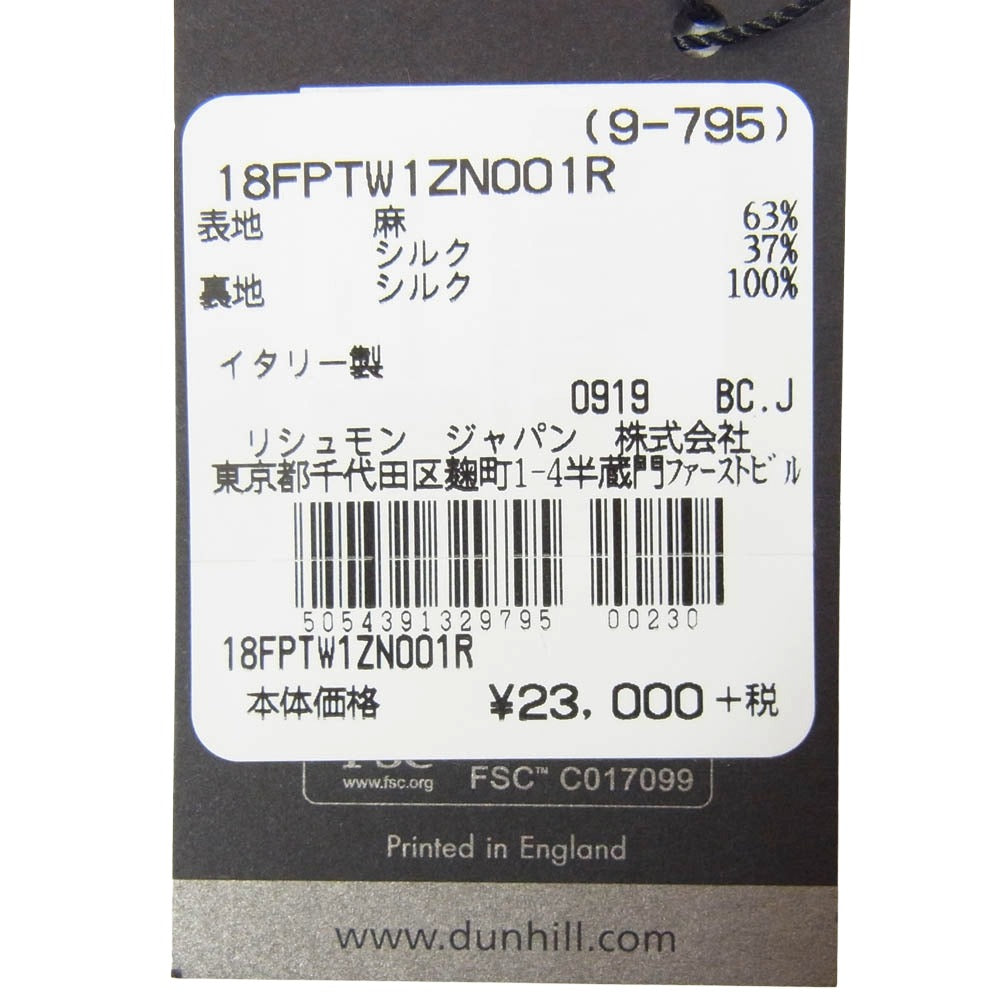 (9-795)
18FPTW1ZN001R
表地 麻 63%
シルク 37%
裏地 シルク 100%
イタリー製
0919 BC.J
リシュモン ジャパン 株式会社
東京都千代田区麹町1-4半蔵門ファーストビル
5054391329795 00230
18FPTW1ZN001R
本体価格 ¥23,000+税
FSC
www.fsc.org FSC™ C017099
Printed in England
www.dunhill.com